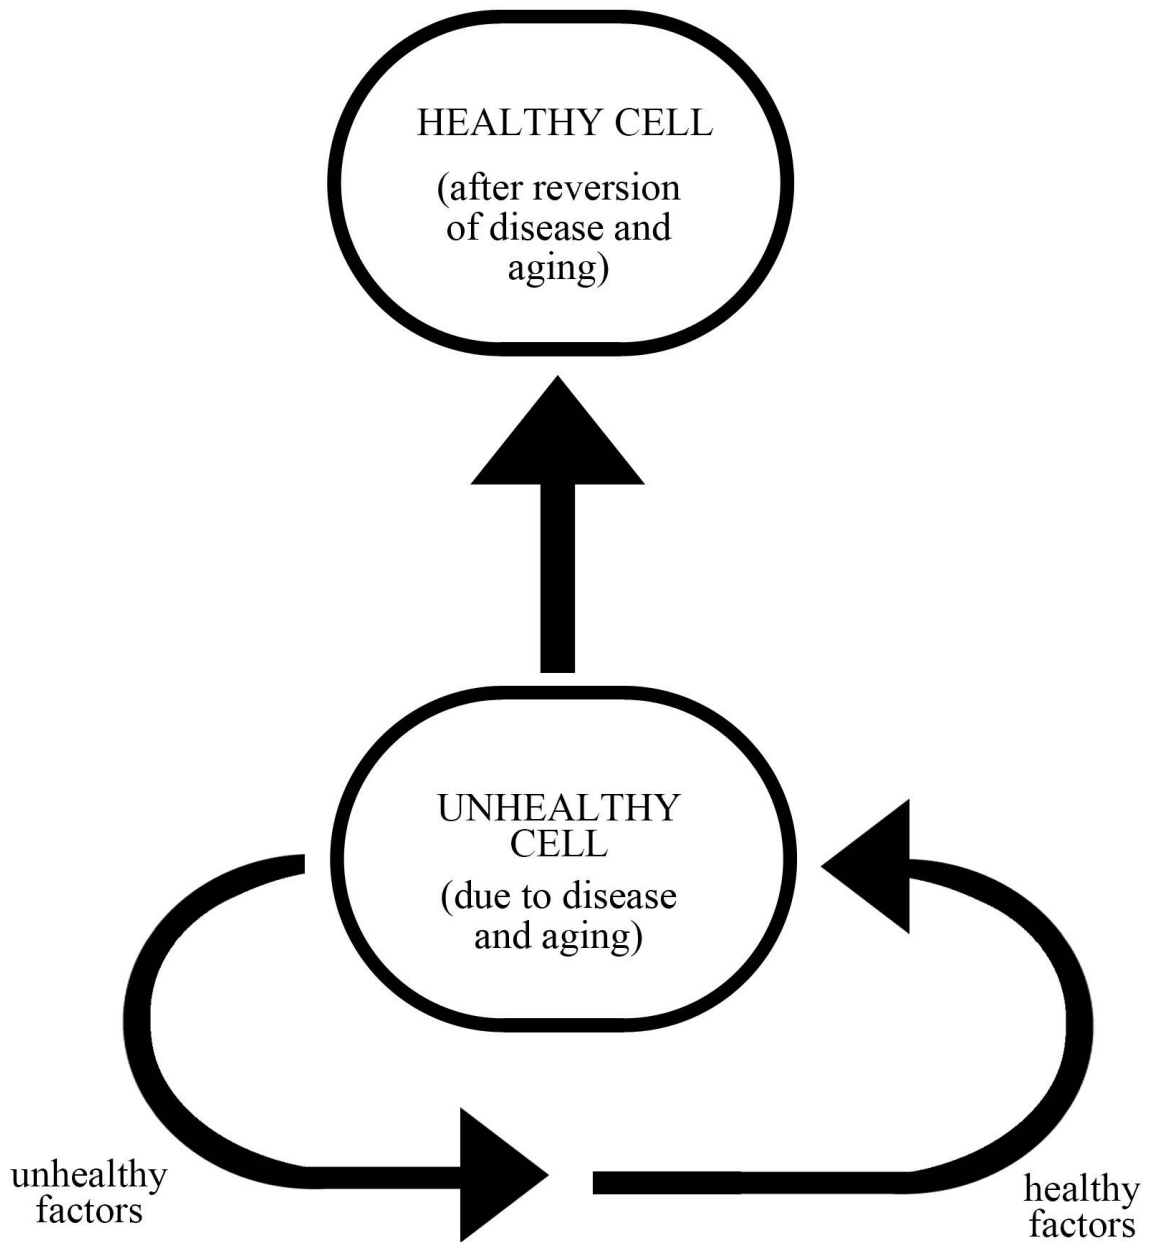 HEALTHY CELL
(after reversion
of disease and
aging)
UNHEALTHY
CELL
(due to disease
and aging)
unhealthy
factors
healthy
factors